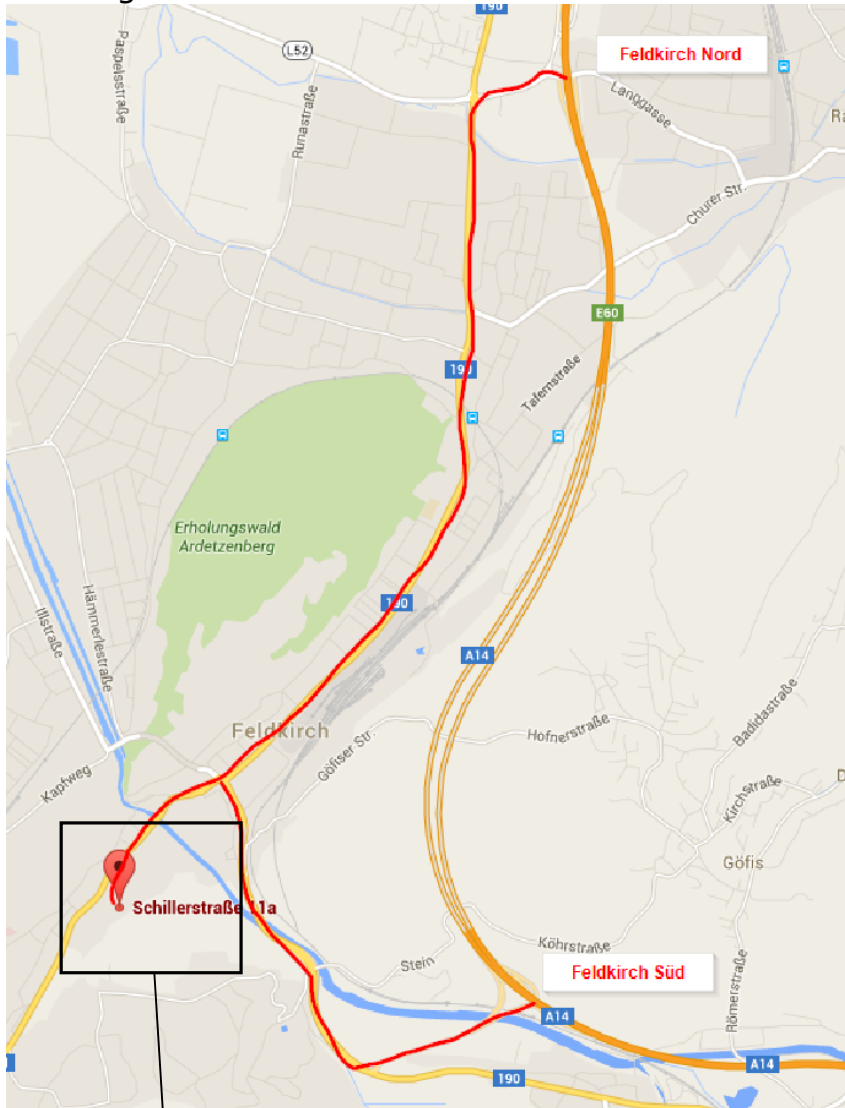 190
L52
Feldkirch Nord
Paspelsstraße
Runastraße
Langgasse
Churer Str.
E60
190
Tafernstraße
Erholungswald
Ardetzenberg
Hämmerlestraße
Illstraße
190
A14
Feldkirch
Göfiser Str.
Hofnerstraße
Badidastraße
Kapfweg
Kirchstraße
Göfis
Schillerstraße 11a
Köhrstraße
Stein
Feldkirch Süd
Römerstraße
A14
A14
190